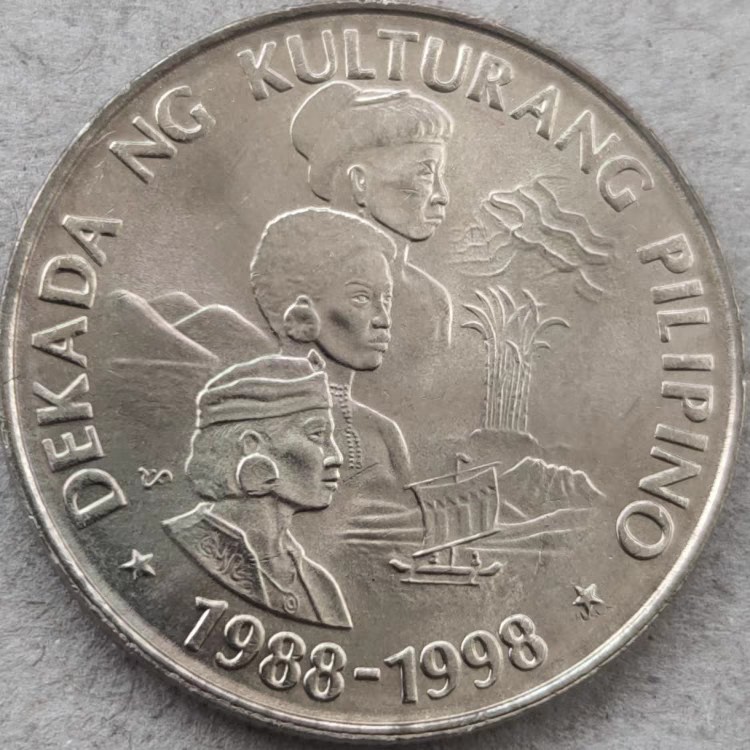 DEKADA NG KULTURANG PILIPINO
1988-1998